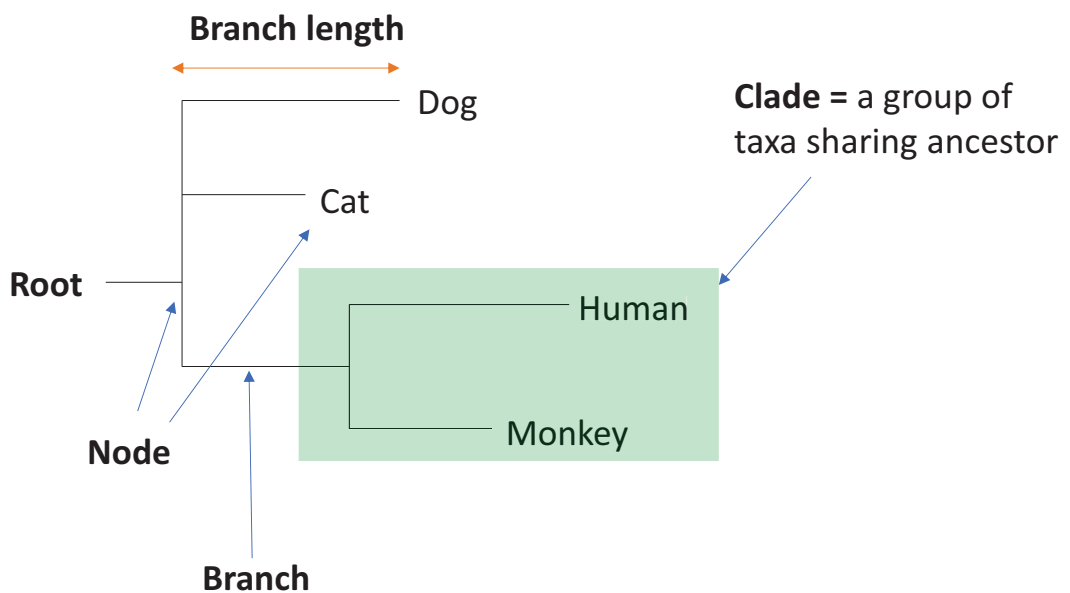 Branch length
Dog
Clade = a group of
taxa sharing ancestor
Cat
Root
Human
Monkey
Node
Branch